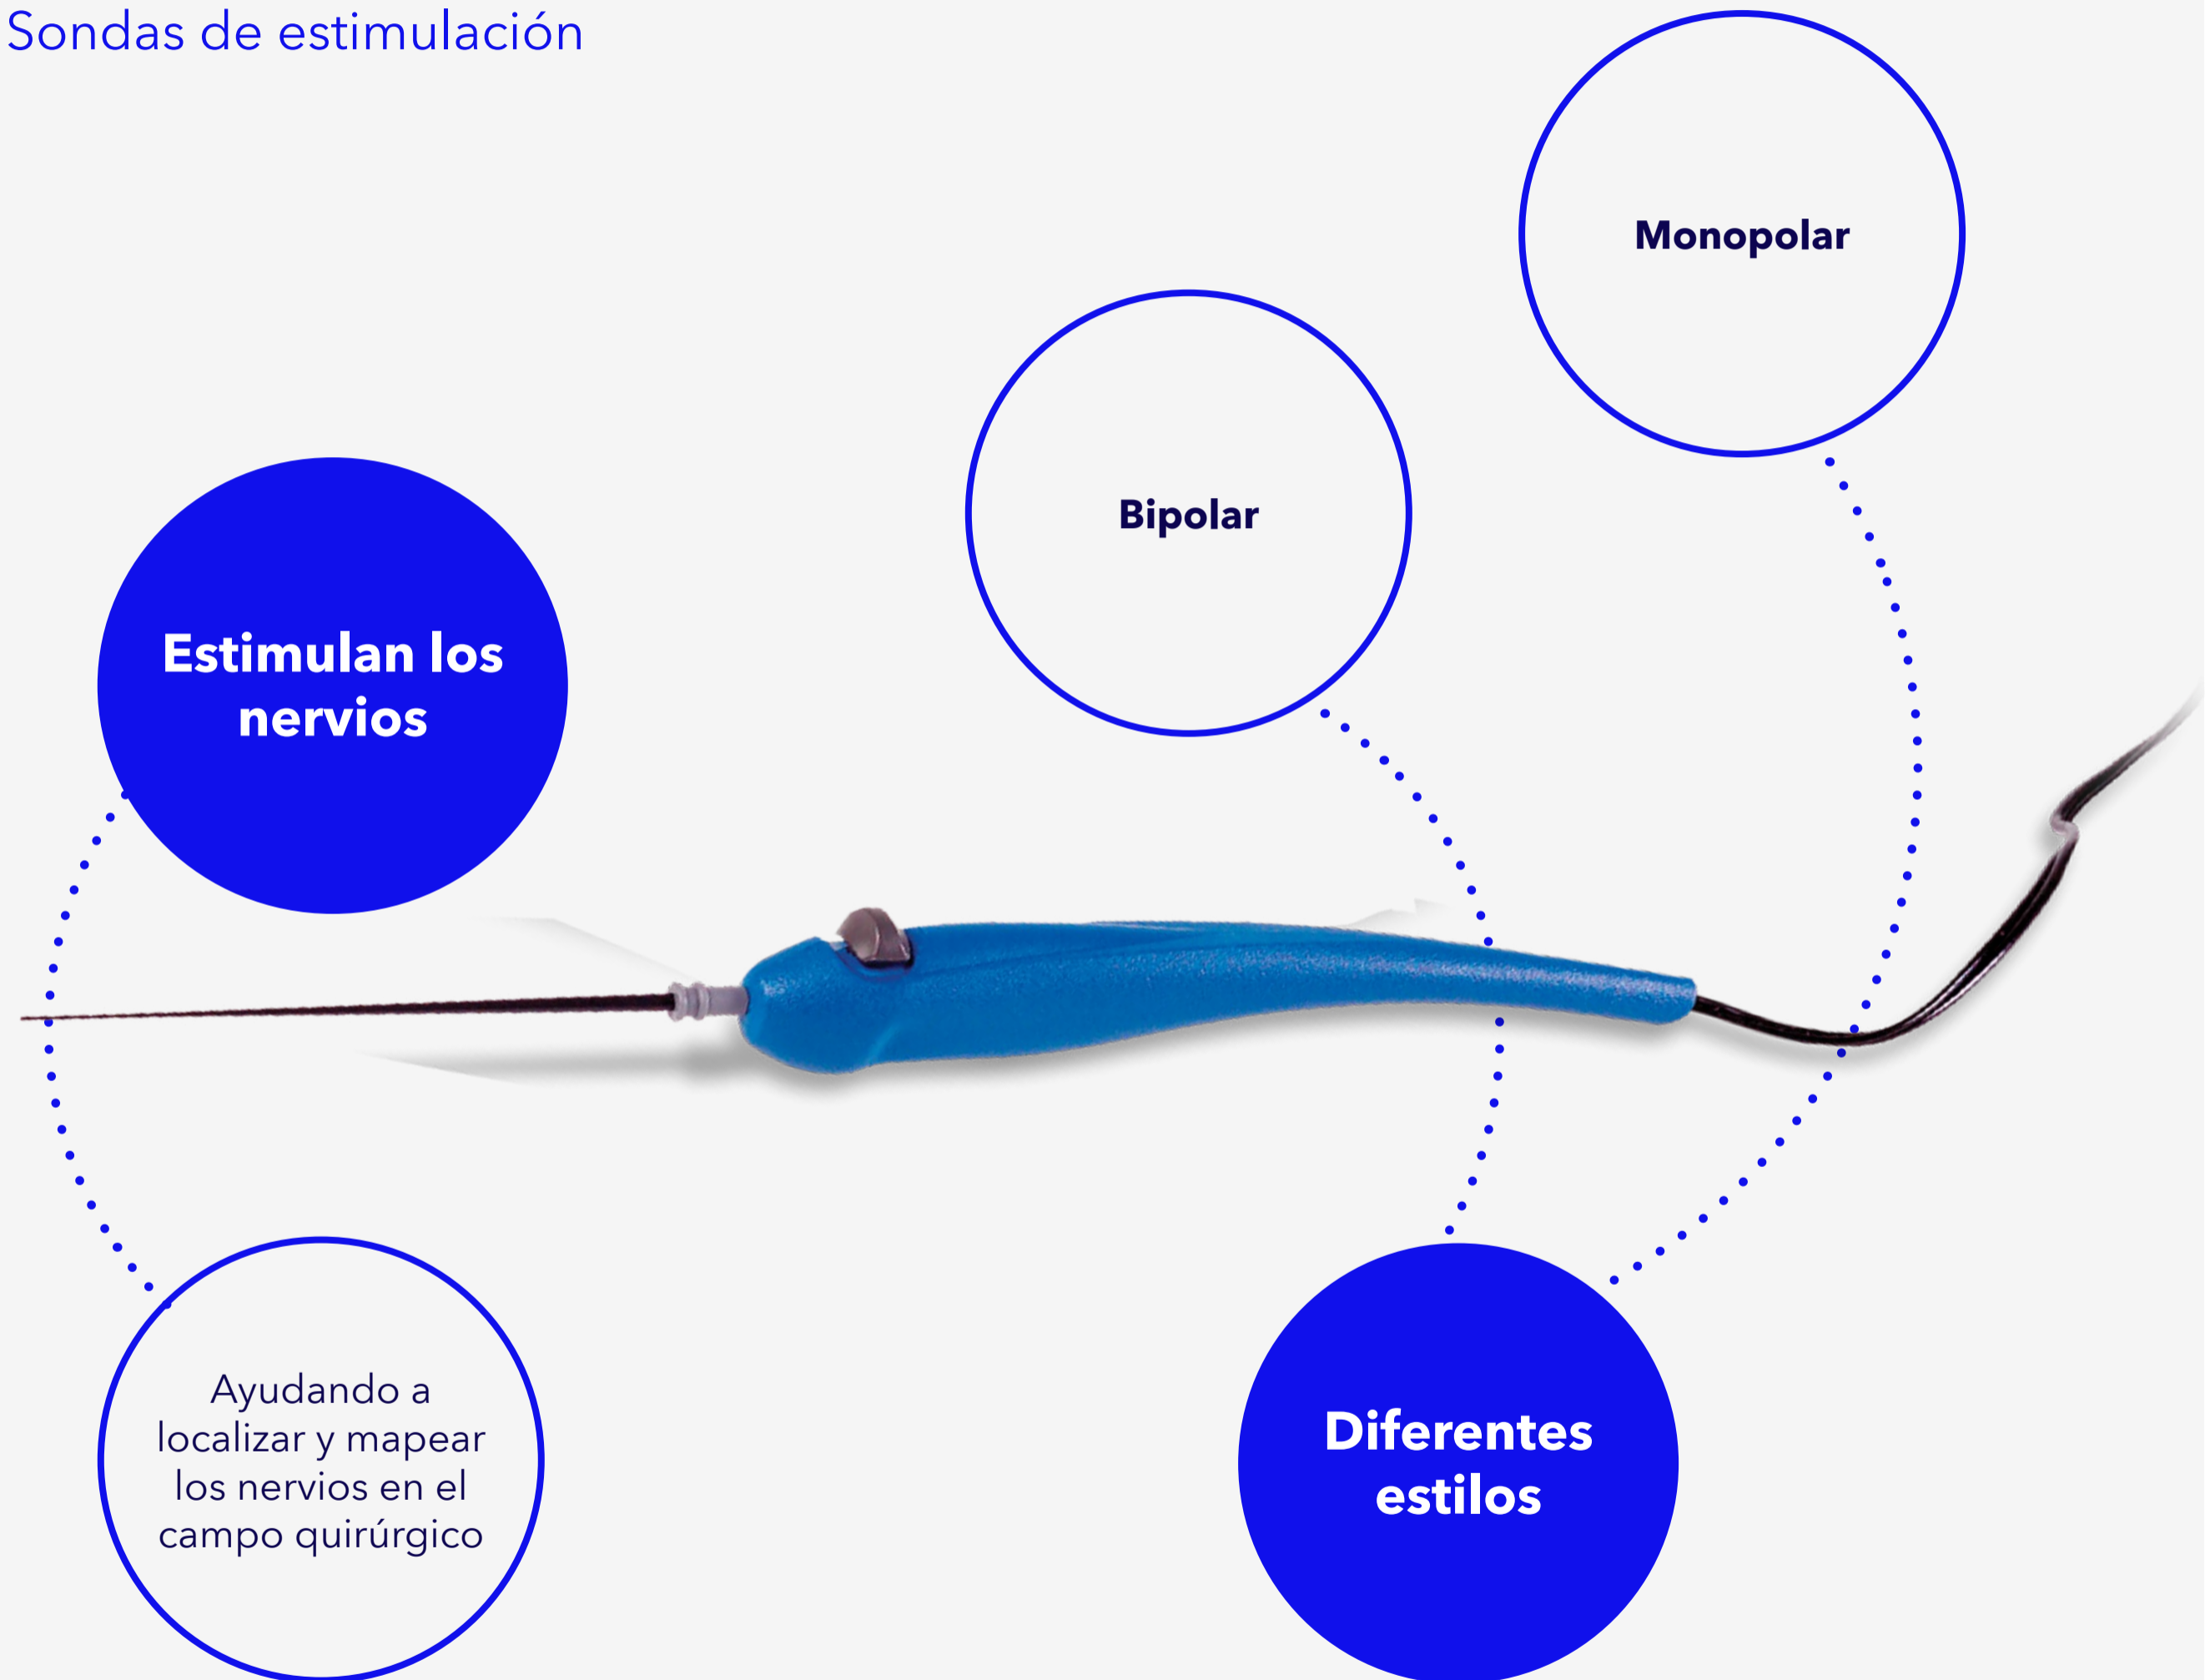 Sondas de estimulación
Monopolar
Bipolar
Estimulan los
nervios
Ayudando a
localizar y mapear
los nervios en el
campo quirúrgico
Diferentes
estilos